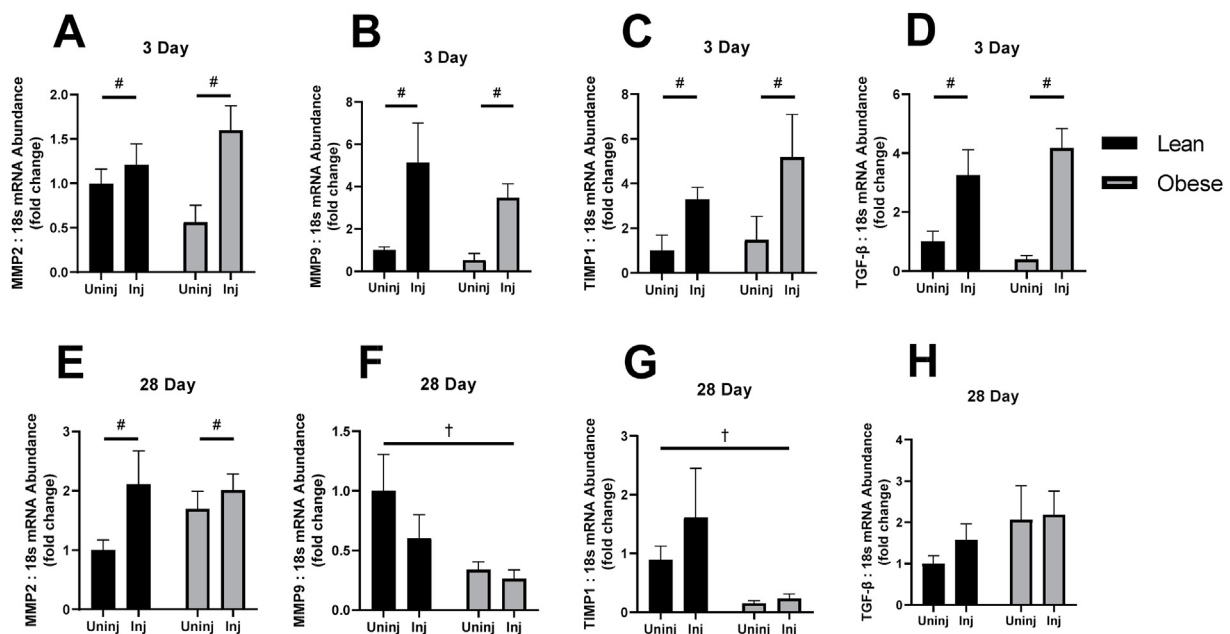 A
3 Day
MMP2 : 18s mRNA Abundance
(fold change)
2.0
1.5
1.0
0.5
0.0
#
#
Uninj Inj Uninj Inj
B
3 Day
MMP9 : 18s mRNA Abundance
(fold change)
8
6
4
2
0
#
#
Uninj Inj Uninj Inj
C
3 Day
TIMP1 : 18s mRNA Abundance
(fold change)
8
6
4
2
0
#
#
Uninj Inj Uninj Inj
D
3 Day
TGF-β : 18s mRNA Abundance
(fold change)
6
4
2
0
#
#
Uninj Inj Uninj Inj
Lean
Obese
E
28 Day
MMP2 : 18s mRNA Abundance
(fold change)
3
2
1
0
#
#
Uninj Inj Uninj Inj
F
28 Day
MMP9 : 18s mRNA Abundance
(fold change)
1.5
1.0
0.5
0.0
†
Uninj Inj Uninj Inj
G
28 Day
TIMP1 : 18s mRNA Abundance
(fold change)
3
2
1
0
†
Uninj Inj Uninj Inj
H
28 Day
TGF-β : 18s mRNA Abundance
(fold change)
4
3
2
1
0
Uninj Inj Uninj Inj